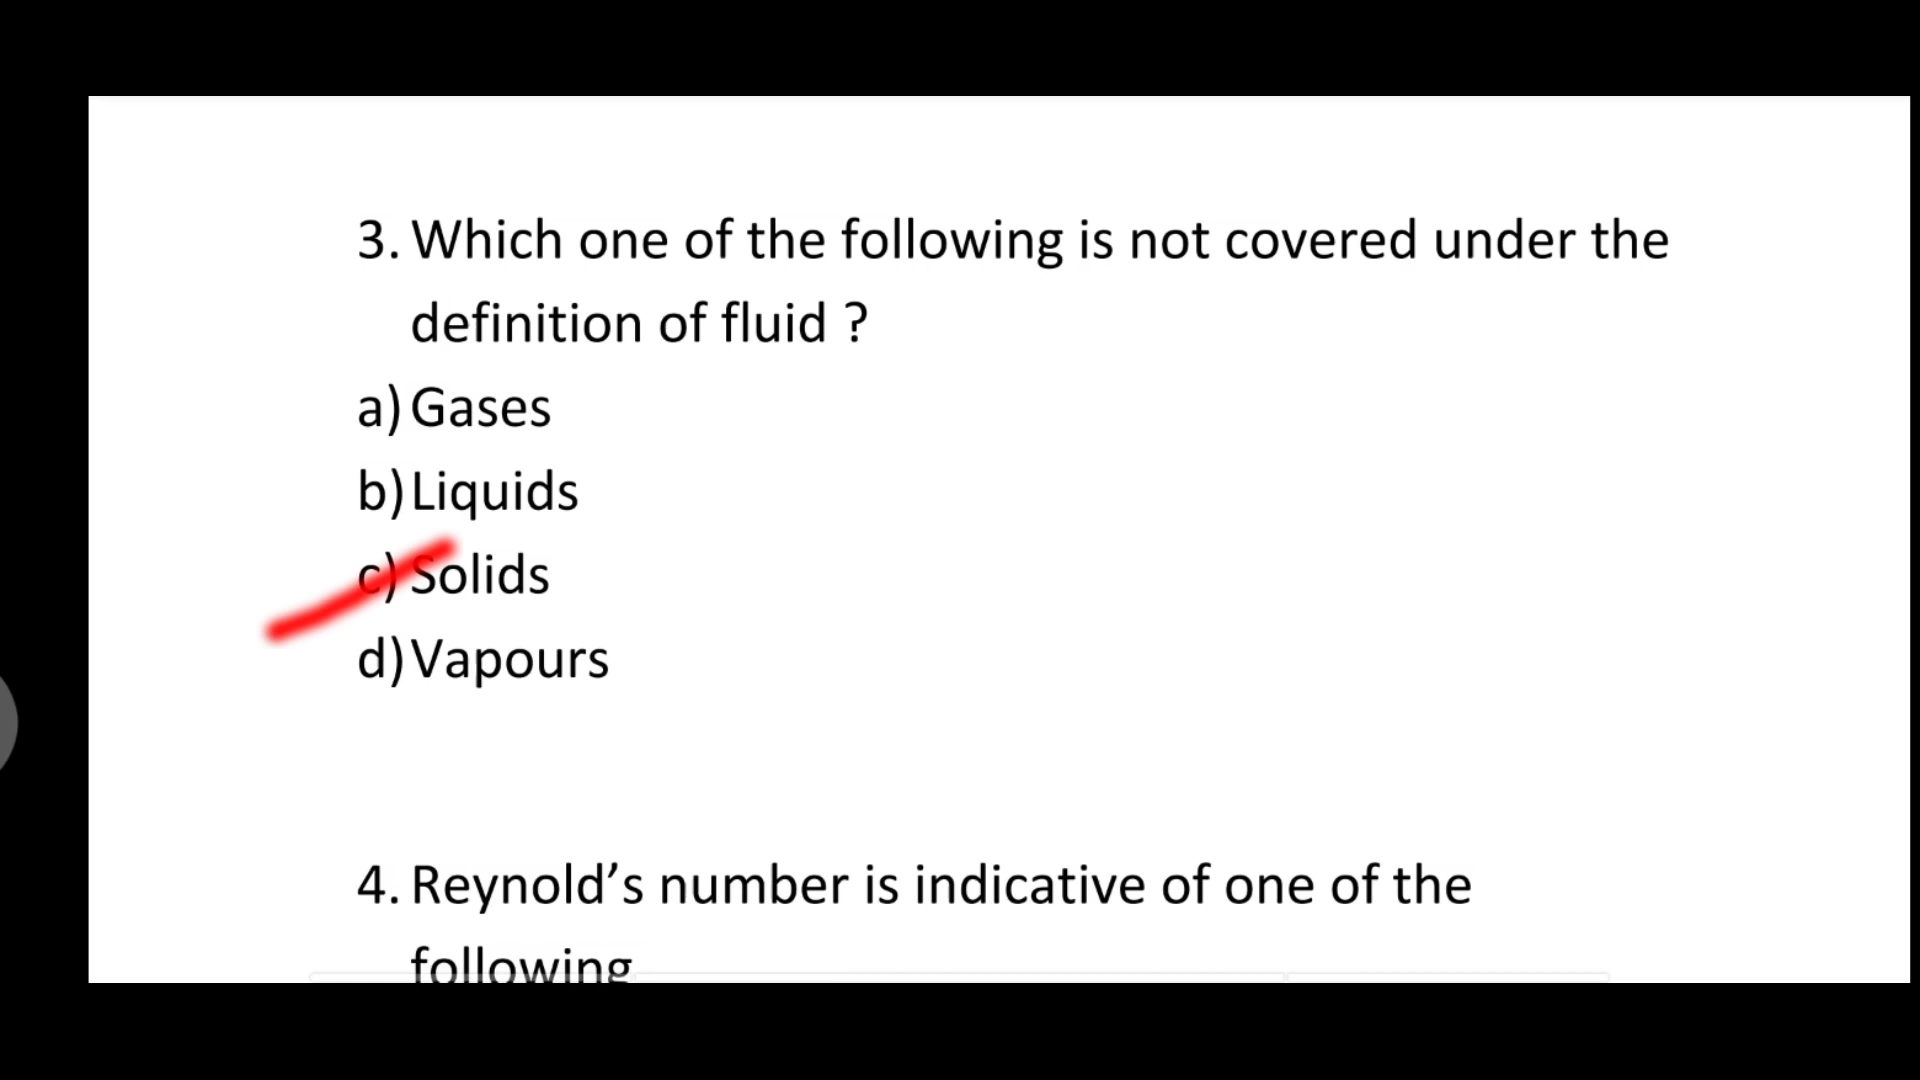 3. Which one of the following is not covered under the
definition of fluid ?
a) Gases
b) Liquids
c) Solids
d) Vapours
4. Reynold’s number is indicative of one of the
following